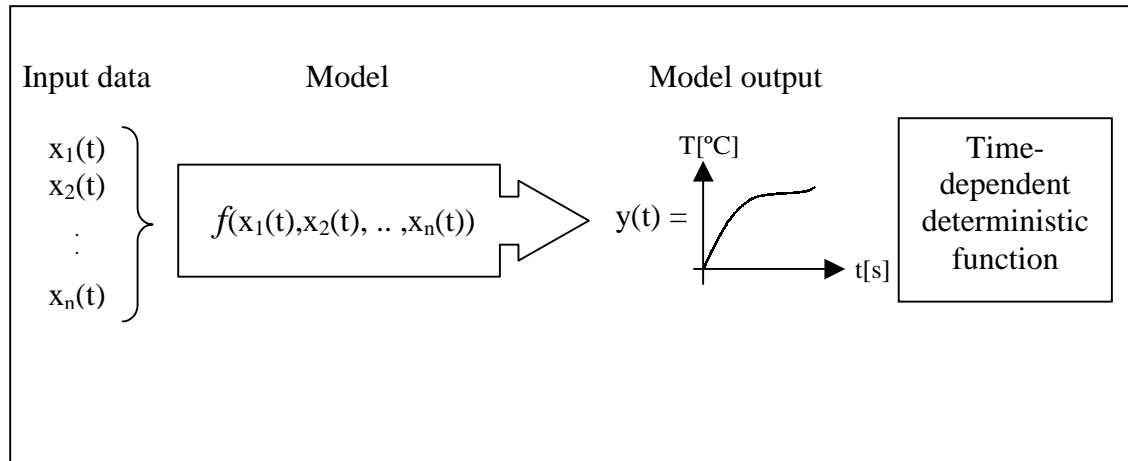 Input data
Model
Model output
x₁(t)
x₂(t)
.
.
xₙ(t)
f(x₁(t),x₂(t), .. ,xₙ(t))
y(t) =
T[ºC]
t[s]
Time-
dependent
deterministic
function